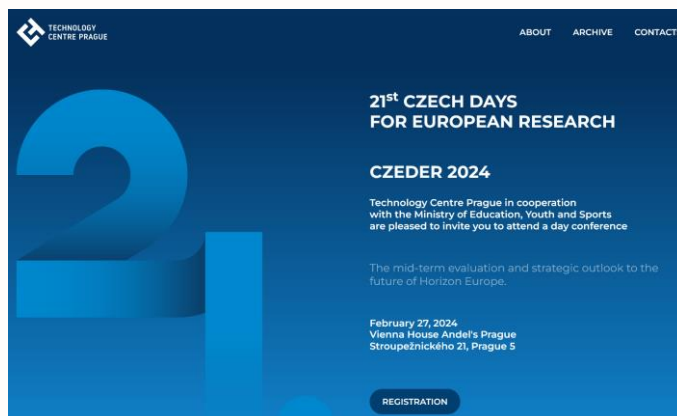 TECHNOLOGY
CENTRE PRAGUE
ABOUT ARCHIVE CONTACT
21.
21st CZECH DAYS
FOR EUROPEAN RESEARCH
CZEDER 2024
Technology Centre Prague in cooperation
with the Ministry of Education, Youth and Sports
are pleased to invite you to attend a day conference
The mid-term evaluation and strategic outlook to the
future of Horizon Europe.
February 27, 2024
Vienna House Andel's Prague
Stroupežnického 21, Prague 5
REGISTRATION